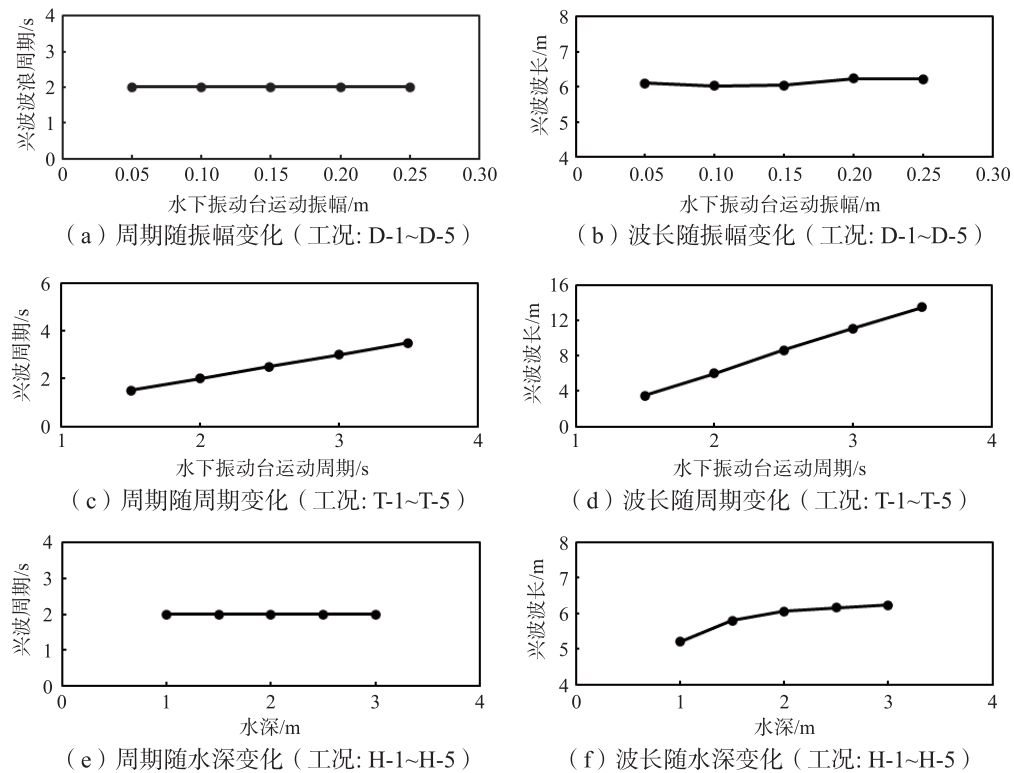 4
3
2
1
0
兴波波浪周期/s
0 0.05 0.10 0.15 0.20 0.25 0.30
水下振动台运动振幅/m
（a）周期随振幅变化（工况: D-1~D-5）
8
7
6
5
4
兴波波长/m
0 0.05 0.10 0.15 0.20 0.25 0.30
水下振动台运动振幅/m
（b）波长随振幅变化（工况: D-1~D-5）
6
4
2
0
兴波周期/s
1 2 3 4
水下振动台运动周期/s
（c）周期随周期变化（工况: T-1~T-5）
16
12
8
4
0
兴波波长/m
1 2 3 4
水下振动台运动周期/s
（d）波长随周期变化（工况: T-1~T-5）
4
3
2
1
0
兴波周期/s
0 1 2 3 4
水深/m
（e）周期随水深变化（工况: H-1~H-5）
8
7
6
5
4
兴波波长/m
0 1 2 3 4
水深/m
（f）波长随水深变化（工况: H-1~H-5）